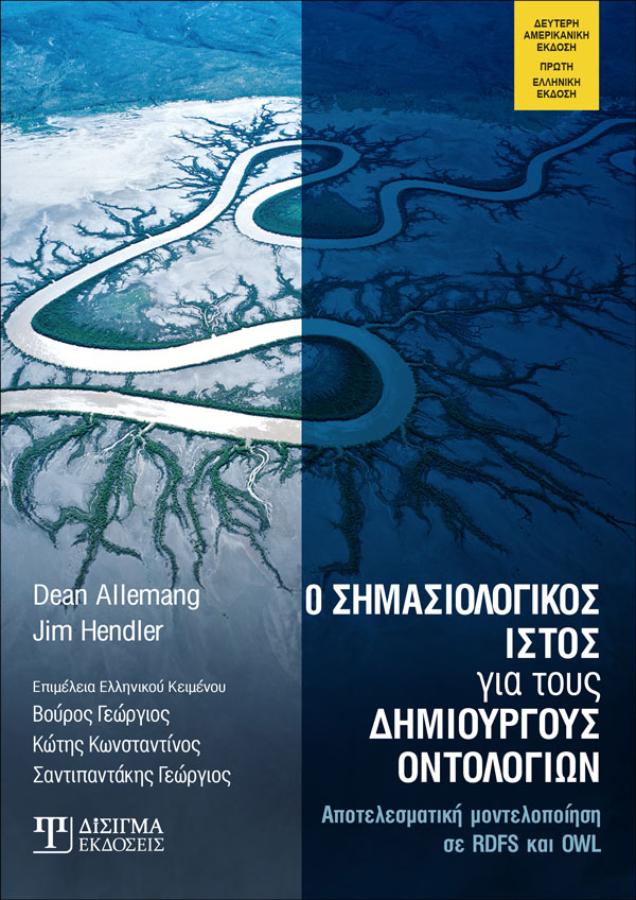 ΔΕΥΤΕΡΗ
ΑΜΕΡΙΚΑΝΙΚΗ
ΕΚΔΟΣΗ
ΠΡΩΤΗ
ΕΛΛΗΝΙΚΗ
ΕΚΔΟΣΗ
Dean Allemang
Jim Hendler
Επιμέλεια Ελληνικού Κειμένου
Βούρος Γεώργιος
Κώτης Κωνσταντίνος
Σαντιπαντάκης Γεώργιος
ΔΙΣΙΓΜΑ
ΕΚΔΟΣΕΙΣ
Ο ΣΗΜΑΣΙΟΛΟΓΙΚΟΣ
ΙΣΤΟΣ
για τους
ΔΗΜΙΟΥΡΓΟΥΣ
ΟΝΤΟΛΟΓΙΩΝ
Αποτελεσματική μοντελοποίηση
σε RDFS και OWL